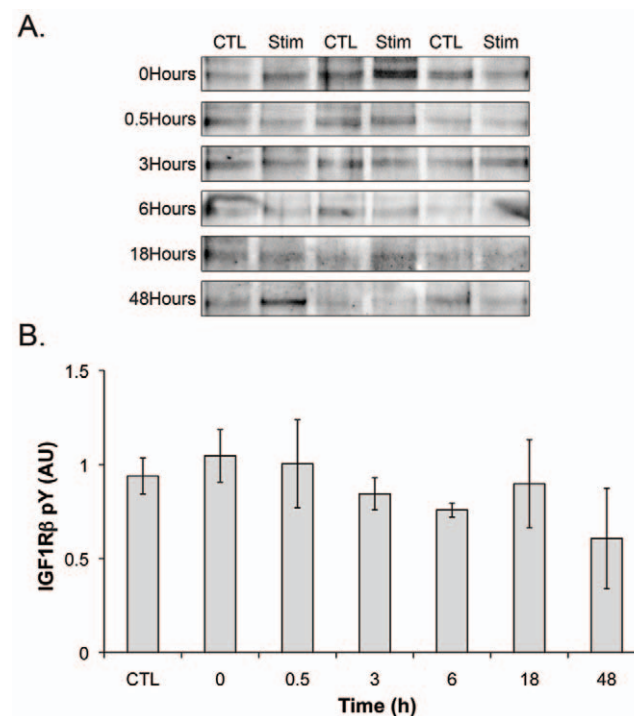 A.
CTL Stim CTL Stim CTL Stim
0Hours
0.5Hours
3Hours
6Hours
18Hours
48Hours
B.
1.5
1
0.5
0
IGF1Rβ pY (AU)
CTL 0 0.5 3 6 18 48
Time (h)